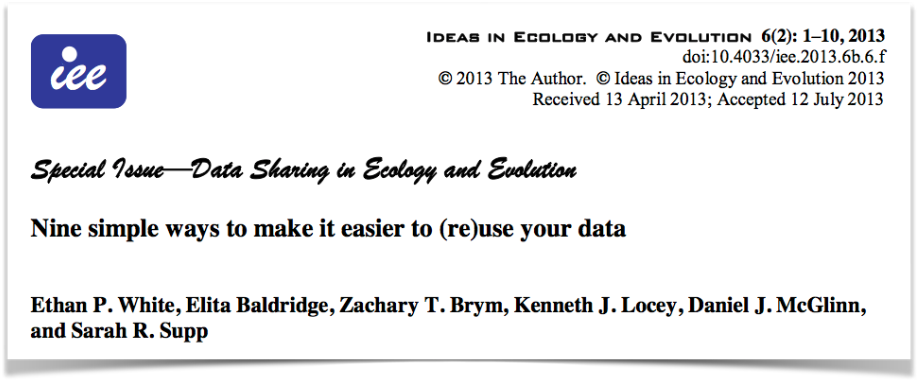 iee
IDEAS IN ECOLOGY AND EVOLUTION 6(2): 1–10, 2013
doi:10.4033/iee.2013.6b.6.f
© 2013 The Author. © Ideas in Ecology and Evolution 2013
Received 13 April 2013; Accepted 12 July 2013
Special Issue—Data Sharing in Ecology and Evolution
Nine simple ways to make it easier to (re)use your data
Ethan P. White, Elita Baldridge, Zachary T. Brym, Kenneth J. Locey, Daniel J. McGlinn,
and Sarah R. Supp